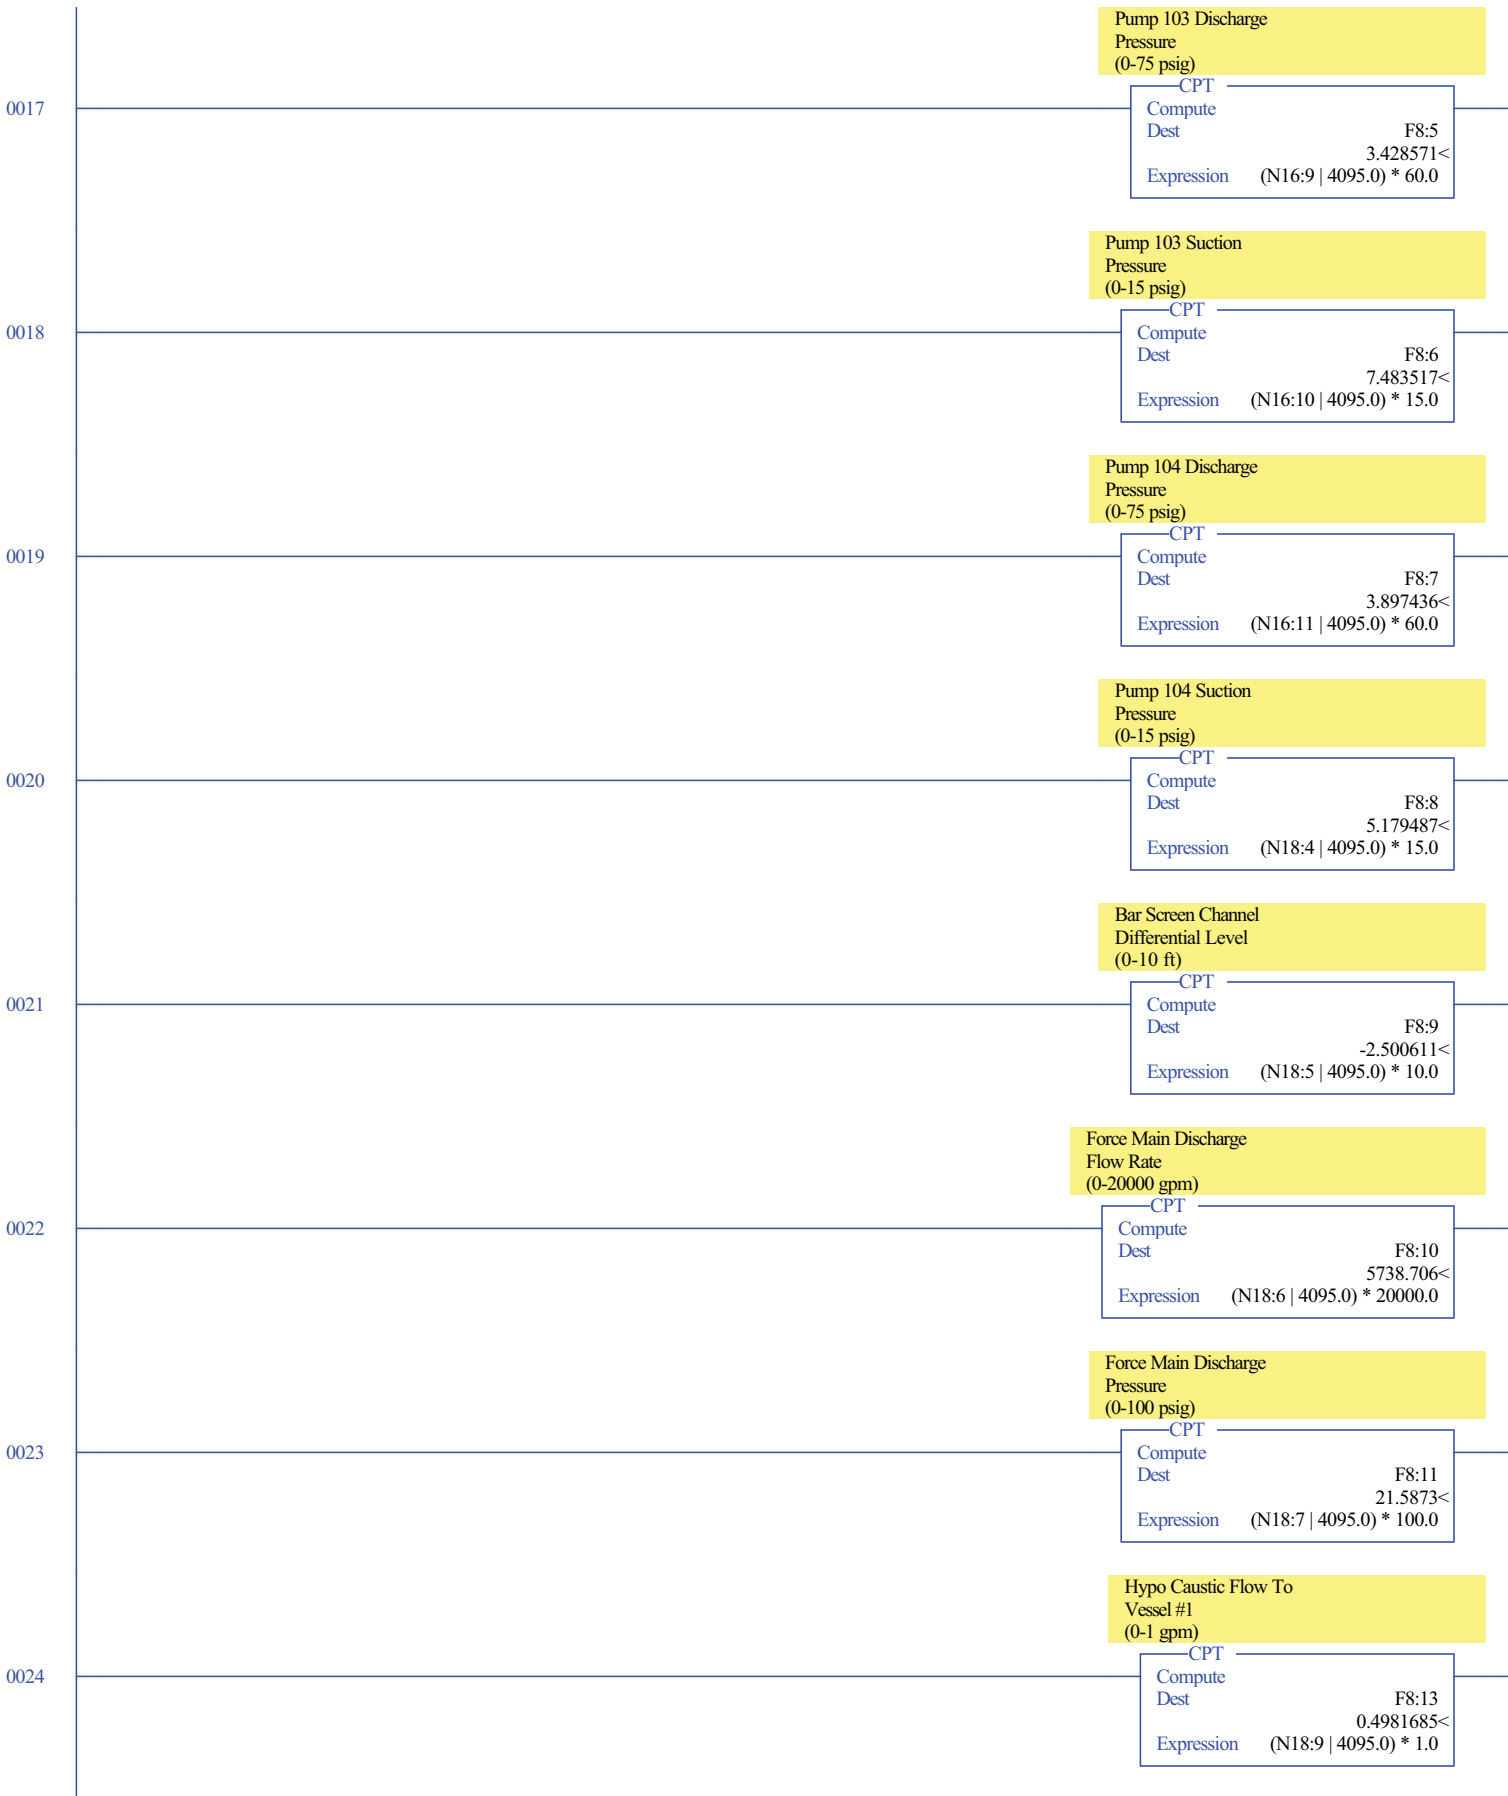 Pump 103 Discharge
Pressure
(0-75 psig)
CPT
0017
Compute
Dest F8:5
3.428571<
Expression (N16:9 | 4095.0) * 60.0
Pump 103 Suction
Pressure
(0-15 psig)
CPT
0018
Compute
Dest F8:6
7.483517<
Expression (N16:10 | 4095.0) * 15.0
Pump 104 Discharge
Pressure
(0-75 psig)
CPT
0019
Compute
Dest F8:7
3.897436<
Expression (N16:11 | 4095.0) * 60.0
Pump 104 Suction
Pressure
(0-15 psig)
CPT
0020
Compute
Dest F8:8
5.179487<
Expression (N18:4 | 4095.0) * 15.0
Bar Screen Channel
Differential Level
(0-10 ft)
CPT
0021
Compute
Dest F8:9
-2.500611<
Expression (N18:5 | 4095.0) * 10.0
Force Main Discharge
Flow Rate
(0-20000 gpm)
CPT
0022
Compute
Dest F8:10
5738.706<
Expression (N18:6 | 4095.0) * 20000.0
Force Main Discharge
Pressure
(0-100 psig)
CPT
0023
Compute
Dest F8:11
21.5873<
Expression (N18:7 | 4095.0) * 100.0
Hypo Caustic Flow To
Vessel #1
(0-1 gpm)
CPT
0024
Compute
Dest F8:13
0.4981685<
Expression (N18:9 | 4095.0) * 1.0